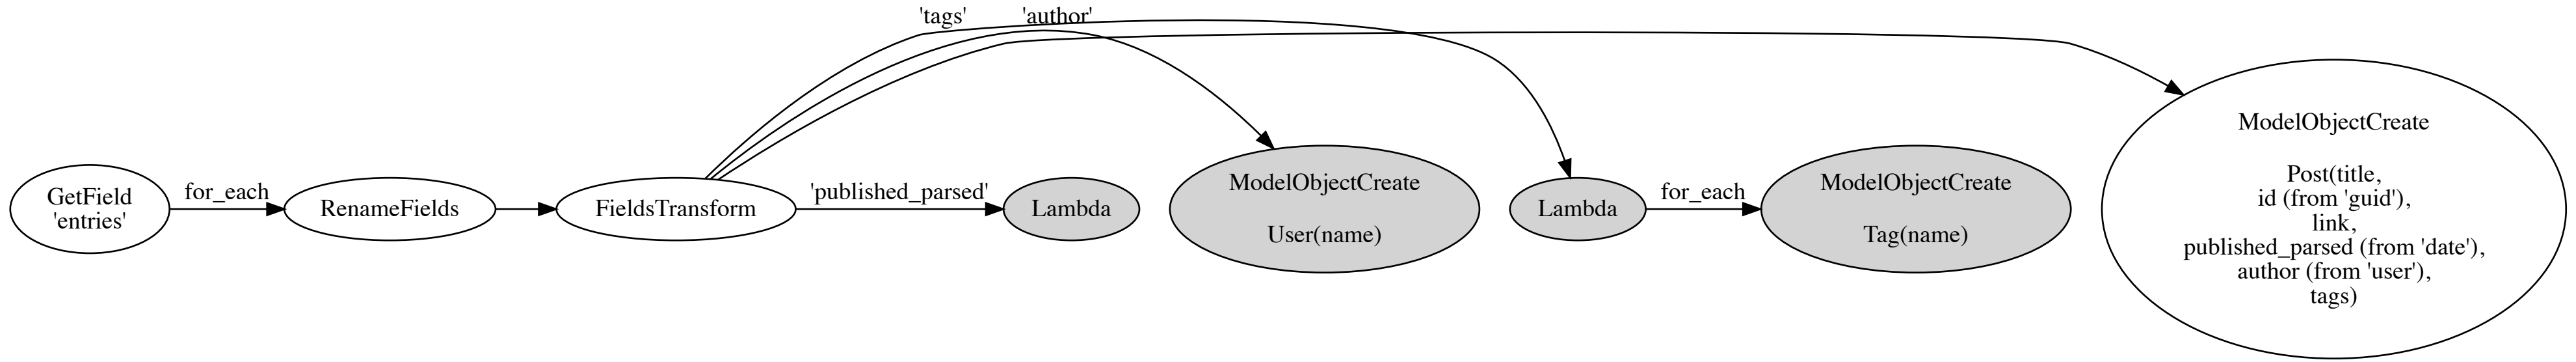 'tags'
'author'
GetField
'entries'
for_each
RenameFields
FieldsTransform
'published_parsed'
Lambda
ModelObjectCreate
User(name)
Lambda
for_each
ModelObjectCreate
Tag(name)
ModelObjectCreate
Post(title,
id (from 'guid'),
link,
published_parsed (from 'date'),
author (from 'user'),
tags)